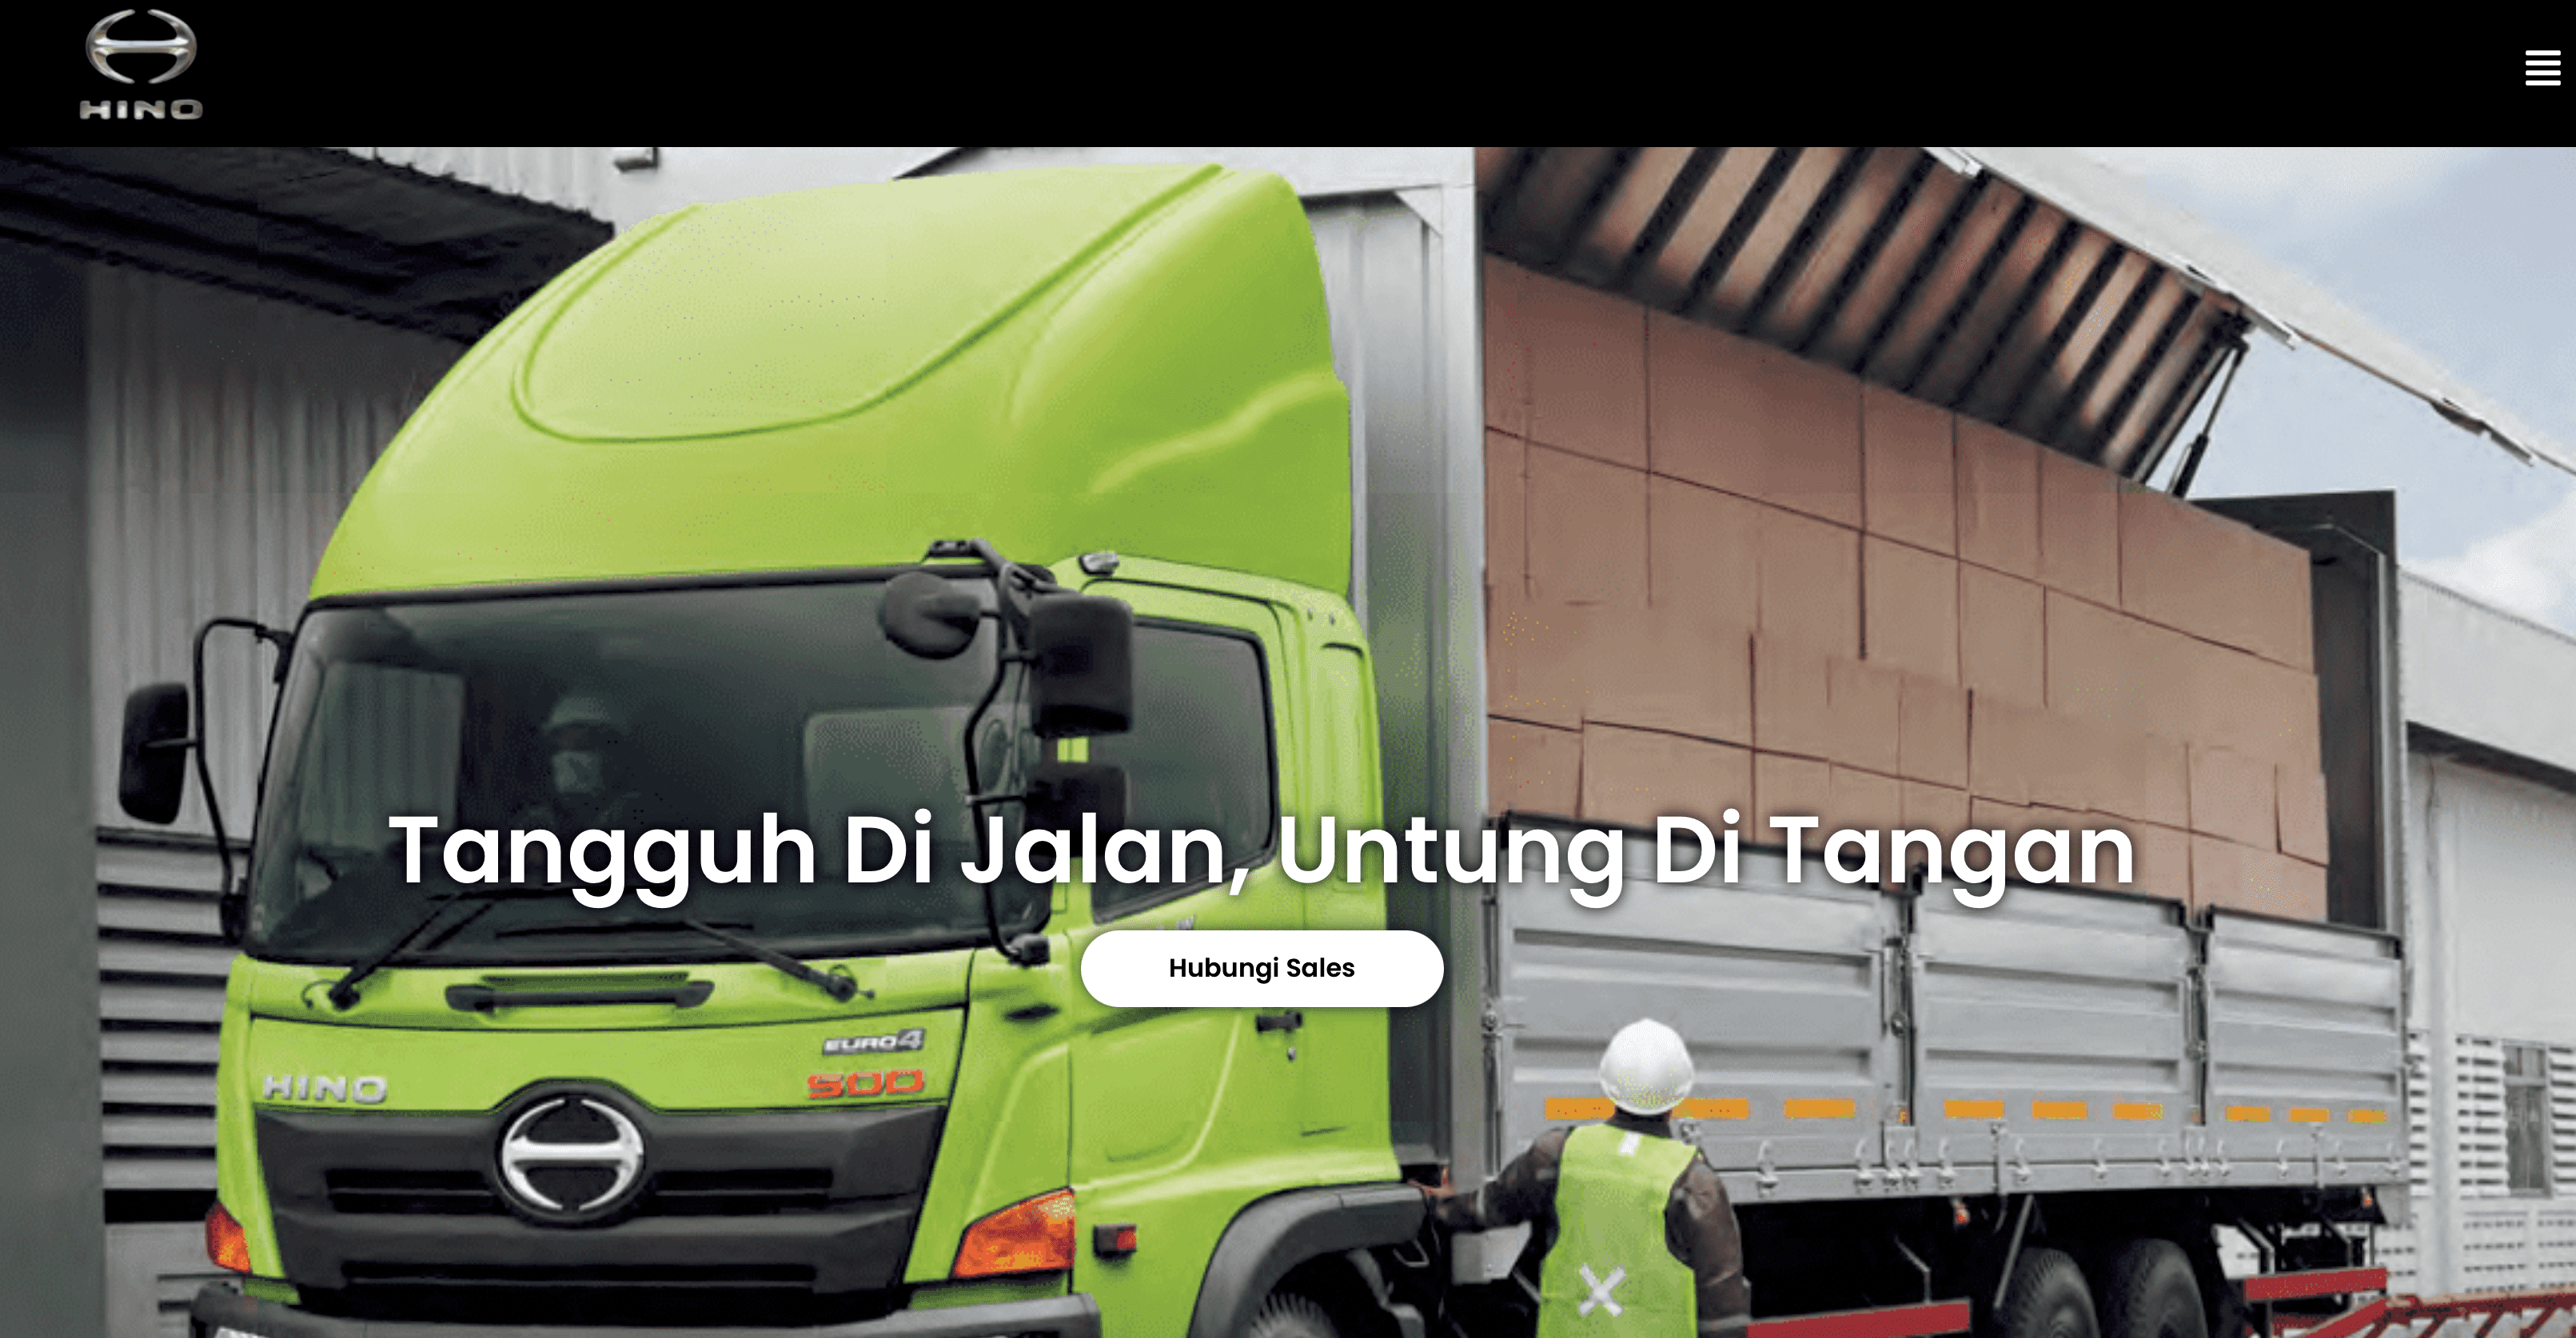 HINO
Tangguh Di Jalan, Untung Di Tangan
Hubungi Sales
EURO4
HINO
500